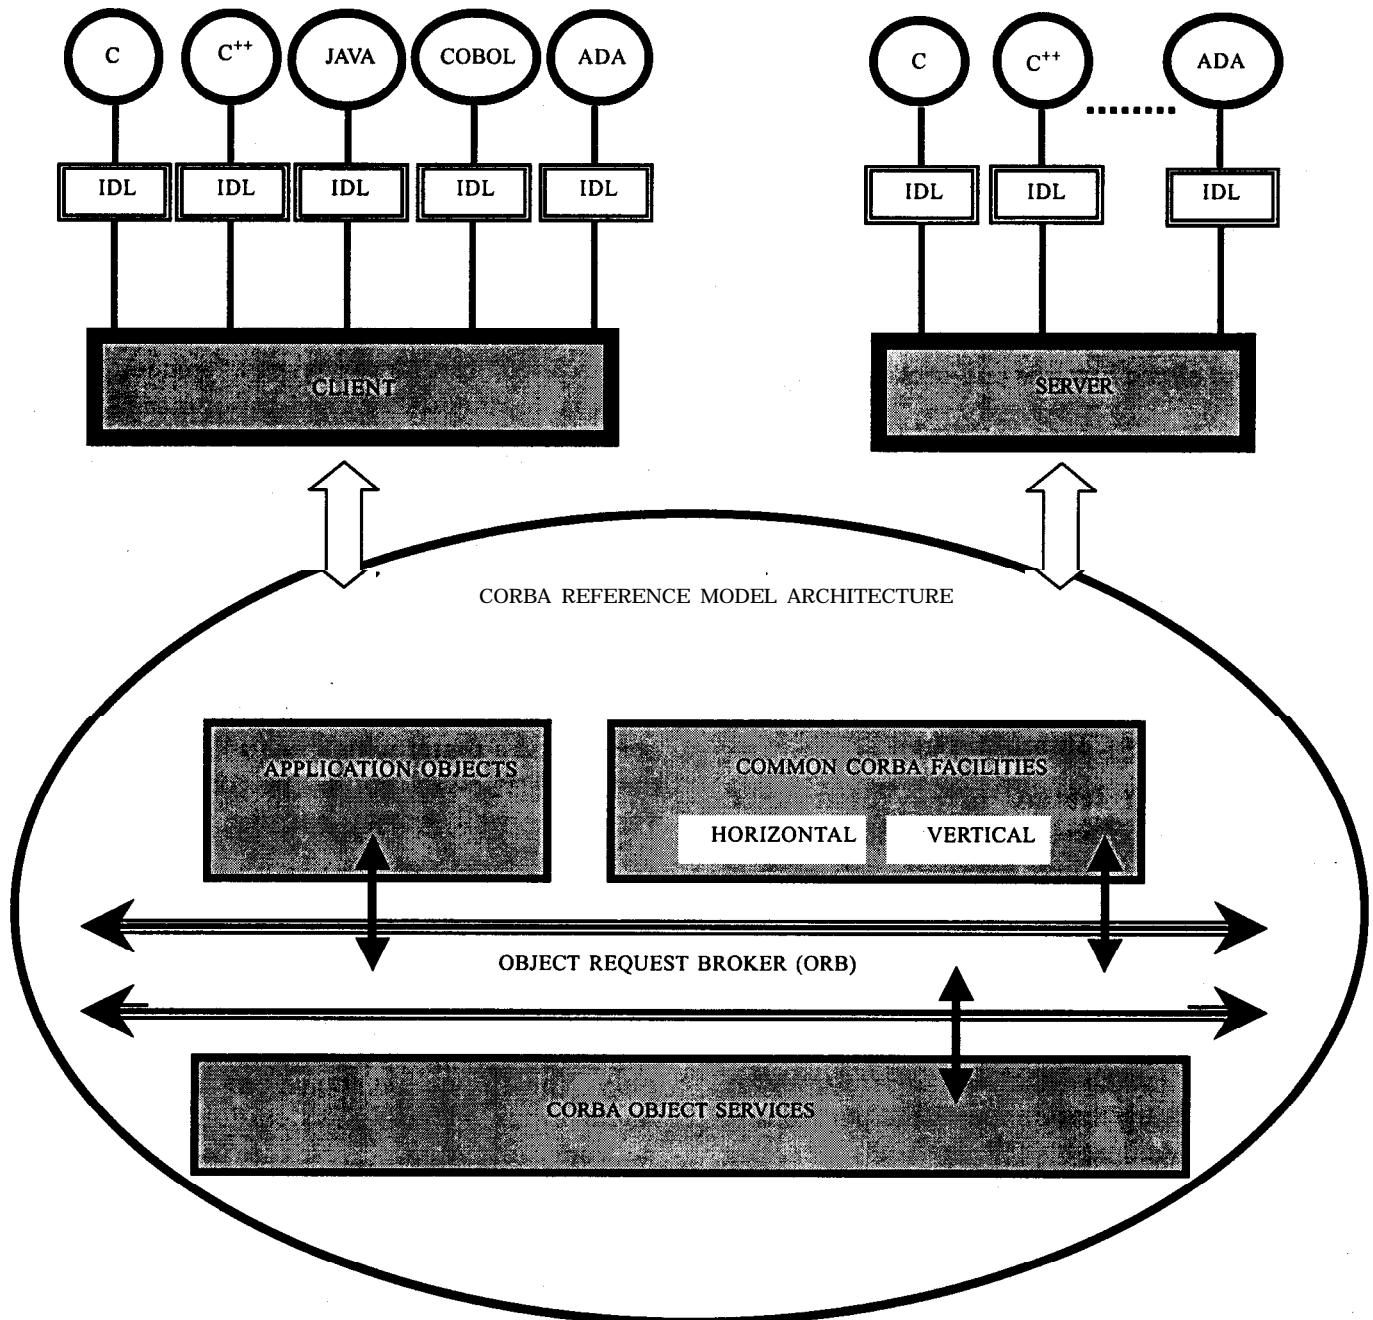 C C++ JAVA COBOL ADA C C++ ADA
IDL IDL IDL IDL IDL IDL IDL IDL
CLIENT SERVER
CORBA REFERENCE MODEL ARCHITECTURE
APPLICATION OBJECTS COMMON CORBA FACILITIES
HORIZONTAL VERTICAL
OBJECT REQUEST BROKER (ORB)
CORBA OBJECT SERVICES